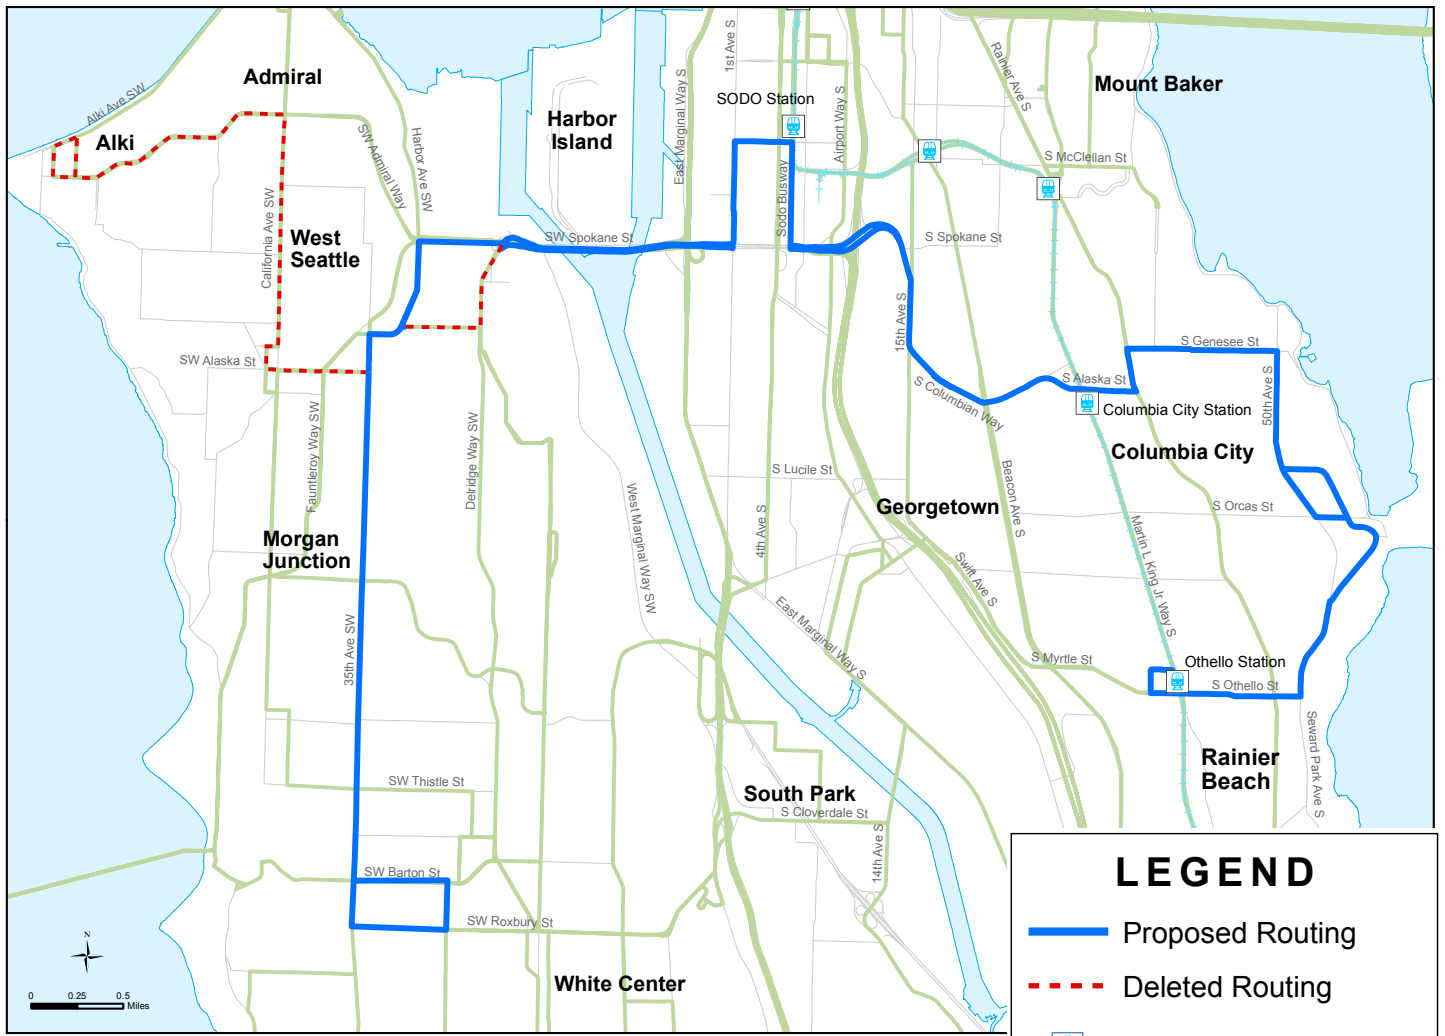 Admiral
Alki Ave SW
Alki
SW Admiral Way
Harbor Ave SW
Harbor
Island
East Marginal Way S
1st Ave S
SODO Station
Sodo Busway
Airport Way S
Rainier Ave S
Mount Baker
S McClellan St
California Ave SW
West
Seattle
SW Spokane St
S Spokane St
15th Ave S
SW Alaska St
S Genesee St
S Alaska St
50th Ave S
S Columbian Way
Columbia City Station
Columbia City
Fauntleroy Way SW
Delridge Way SW
S Lucile St
West Marginal Way SW
4th Ave S
Georgetown
Beacon Ave S
S Orcas St
Morgan
Junction
Swift Ave S
Martin L King Jr Way S
35th Ave SW
East Marginal Way S
S Myrtle St
Othello Station
S Othello St
Seward Park Ave S
Rainier
Beach
SW Thistle St
South Park
S Cloverdale St
14th Ave S
SW Barton St
SW Roxbury St
White Center
N
0 0.25 0.5
Miles
LEGEND
Proposed Routing
Deleted Routing